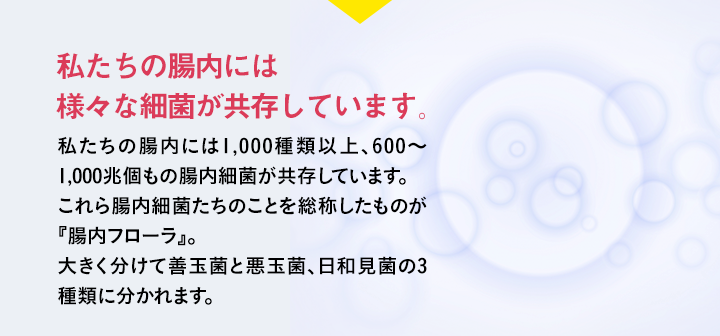 私たちの腸内には
様々な細菌が共存しています。
私たちの腸内には1,000種類以上、600〜
1,000兆個もの腸内細菌が共存しています。
これら腸内細菌たちのことを総称したものが
『腸内フローラ』。
大きく分けて善玉菌と悪玉菌、日和見菌の3
種類に分かれます。